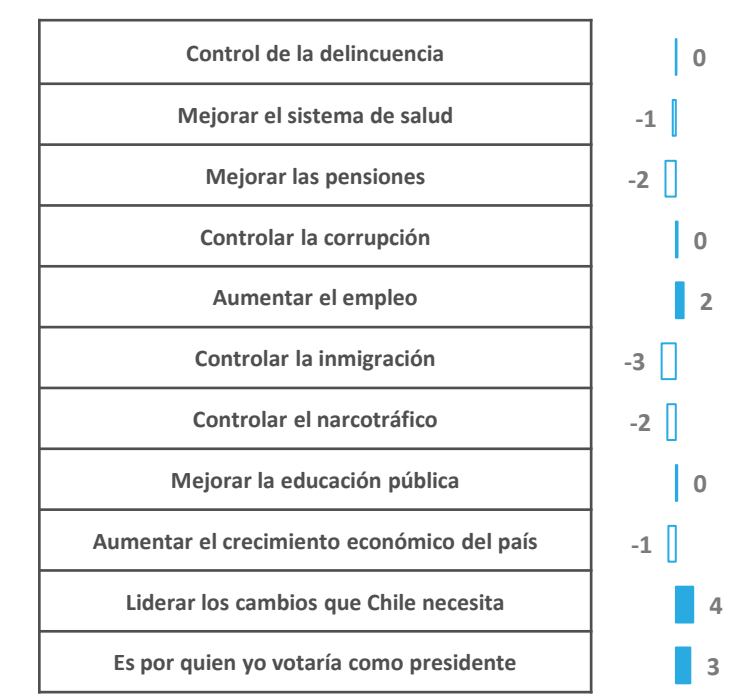 Control de la delincuencia 0
Mejorar el sistema de salud -1
Mejorar las pensiones -2
Controlar la corrupción 0
Aumentar el empleo 2
Controlar la inmigración -3
Controlar el narcotráfico -2
Mejorar la educación pública 0
Aumentar el crecimiento económico del país -1
Liderar los cambios que Chile necesita 4
Es por quien yo votaría como presidente 3